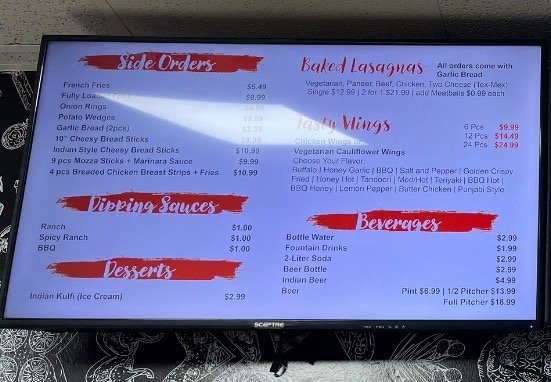 Side Orders
French Fries $5.49
Fully Loaded Fries $9.99
Onion Rings
Potato Wedges
Garlic Bread (2pcs)
10" Cheesy Bread Sticks
Indian Style Cheesy Bread Sticks $10.99
9 pcs Mozza Sticks + Marinara Sauce $9.99
4 pcs Breaded Chicken Breast Strips + Fries $10.99
Dipping Sauces
Ranch $1.00
Spicy Ranch $1.00
BBQ $1.00
Desserts
Indian Kulfi (Ice Cream) $2.99
Baked Lasagnas All orders come with
Garlic Bread
Vegetarian, Paneer, Beef, Chicken, Two Cheese (Tex-Mex)
Single $12.99 | 2 for 1 $21.99 | add Meatballs $0.99 each
Tasty Wings
6 Pcs $9.99
12 Pcs $14.49
24 Pcs $24.99
Chicken Wings or
Vegetarian Cauliflower Wings
Choose Your Flavor:
Buffalo | Honey Garlic | BBQ | Salt and Pepper | Golden Crispy
Fried | Honey Hot | Tandoori | Mod/Hot | Teriyaki | BBQ Hot |
BBQ Honey | Lemon Pepper | Butter Chicken | Punjabi Style
Beverages
Bottle Water $2.99
Fountain Drinks $1.99
2-Liter Soda $2.99
Beer Bottle $2.99
Indian Beer $4.99
Beer Pint $6.99 | 1/2 Pitcher $13.99
Full Pitcher $18.99
SCEPTRE